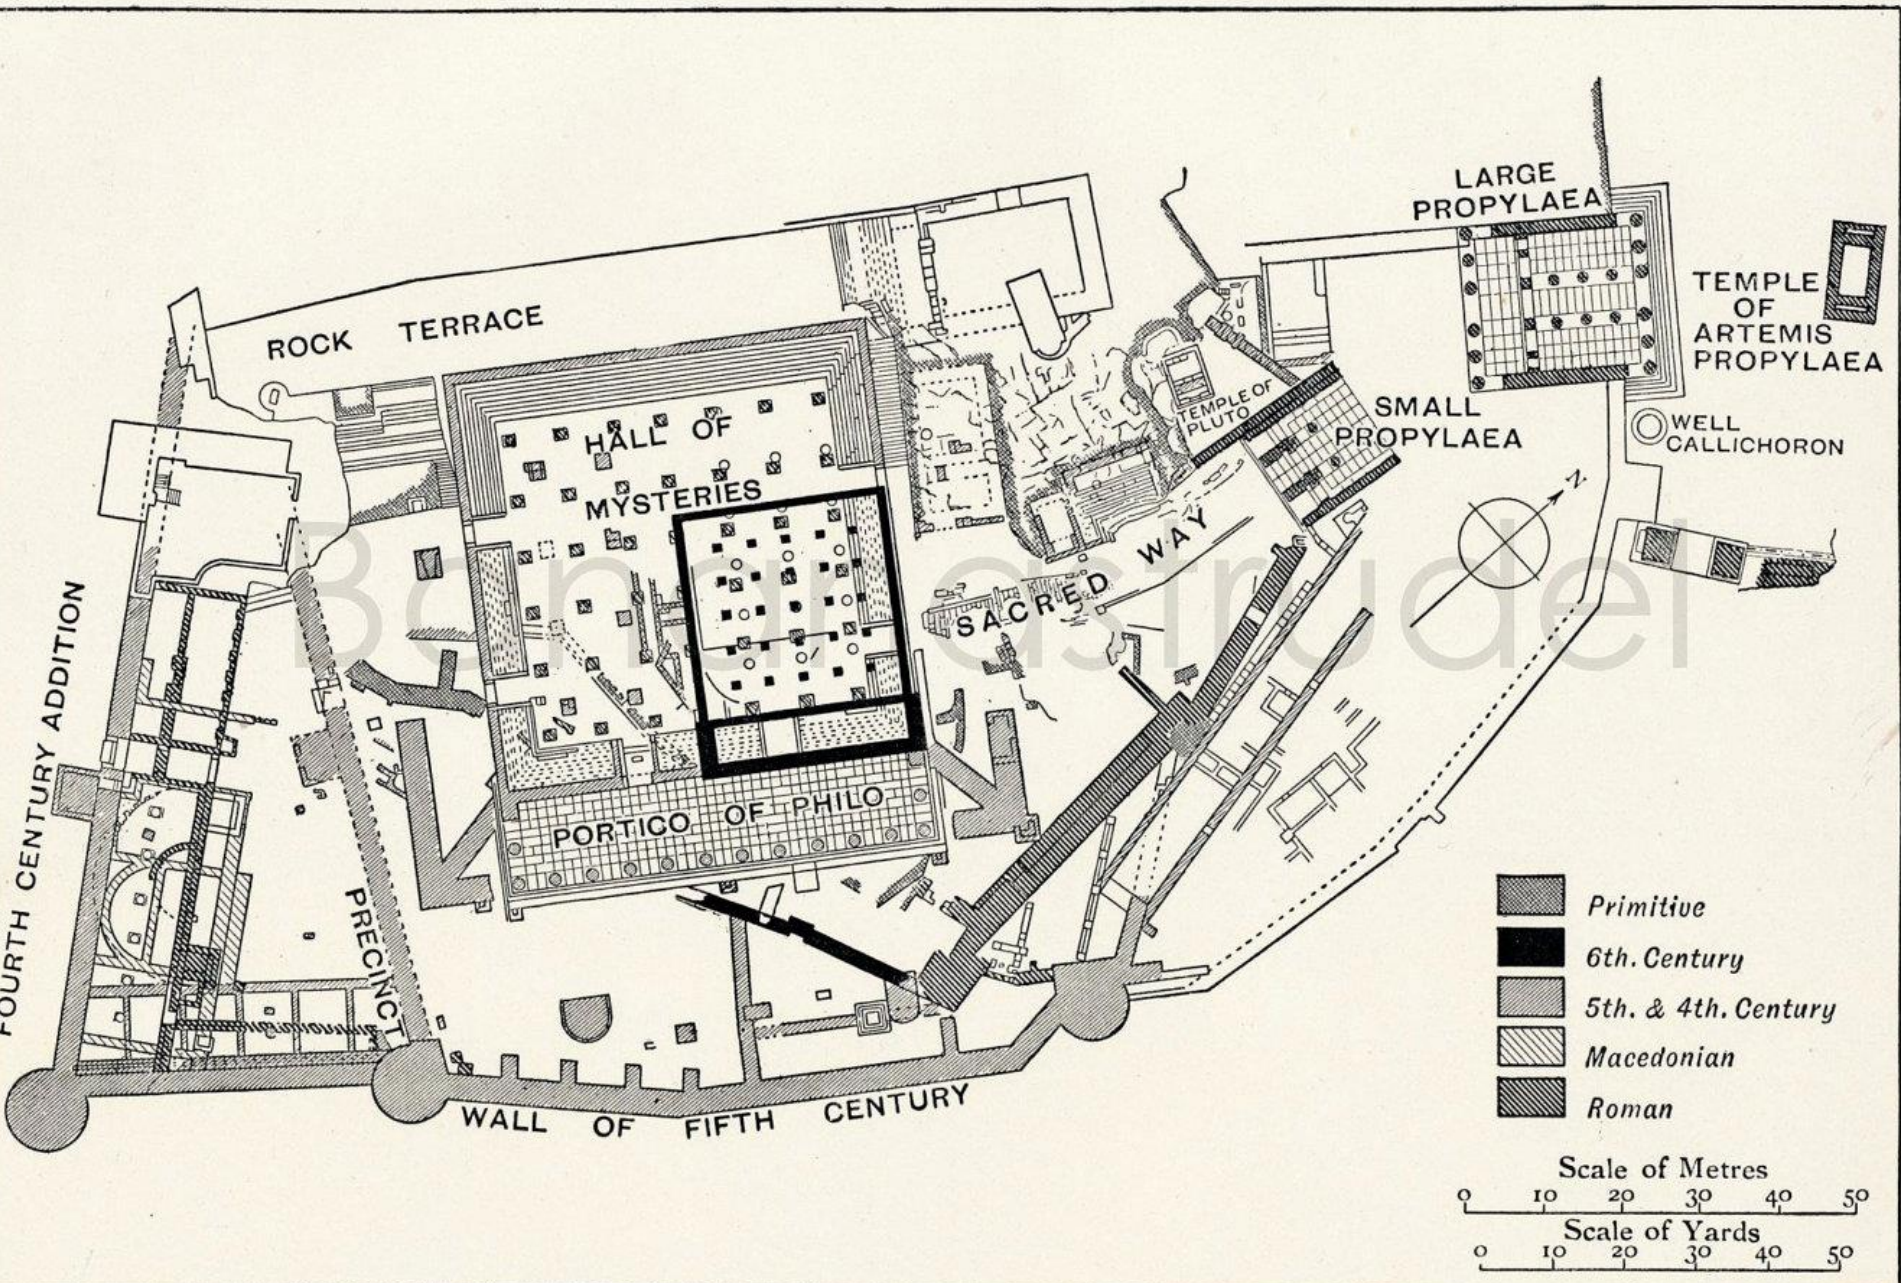 LARGE
PROPYLAEA
TEMPLE
OF
ARTEMIS
PROPYLAEA
ROCK TERRACE
TEMPLE OF
PLUTO
SMALL
PROPYLAEA
WELL
CALLICHORON
HALL OF
MYSTERIES
N
SACRED WAY
FOURTH CENTURY ADDITION
PORTICO OF PHILO
PRECINCT
WALL OF FIFTH CENTURY
Primitive
6th. Century
5th. & 4th. Century
Macedonian
Roman
Scale of Metres
0 10 20 30 40 50
Scale of Yards
0 10 20 30 40 50